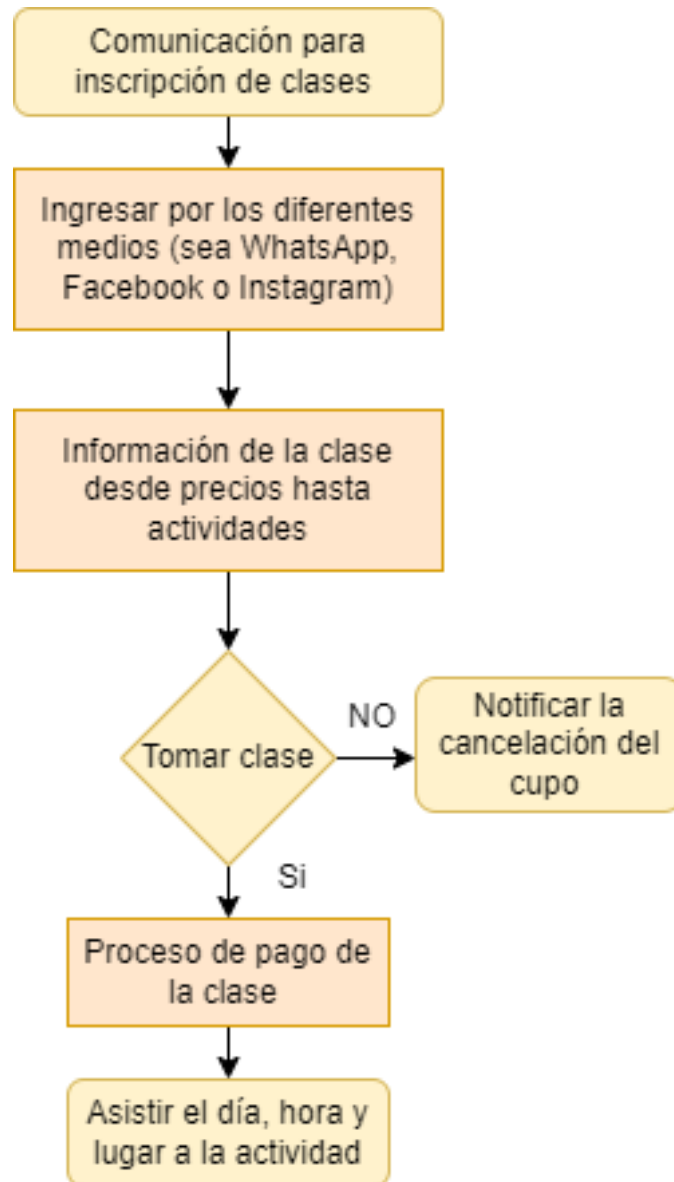 Comunicación para
inscripción de clases
Ingresar por los diferentes
medios (sea WhatsApp,
Facebook o Instagram)
Información de la clase
desde precios hasta
actividades
Tomar clase
NO
Notificar la
cancelación del
cupo
Si
Proceso de pago de
la clase
Asistir el día, hora y
lugar a la actividad